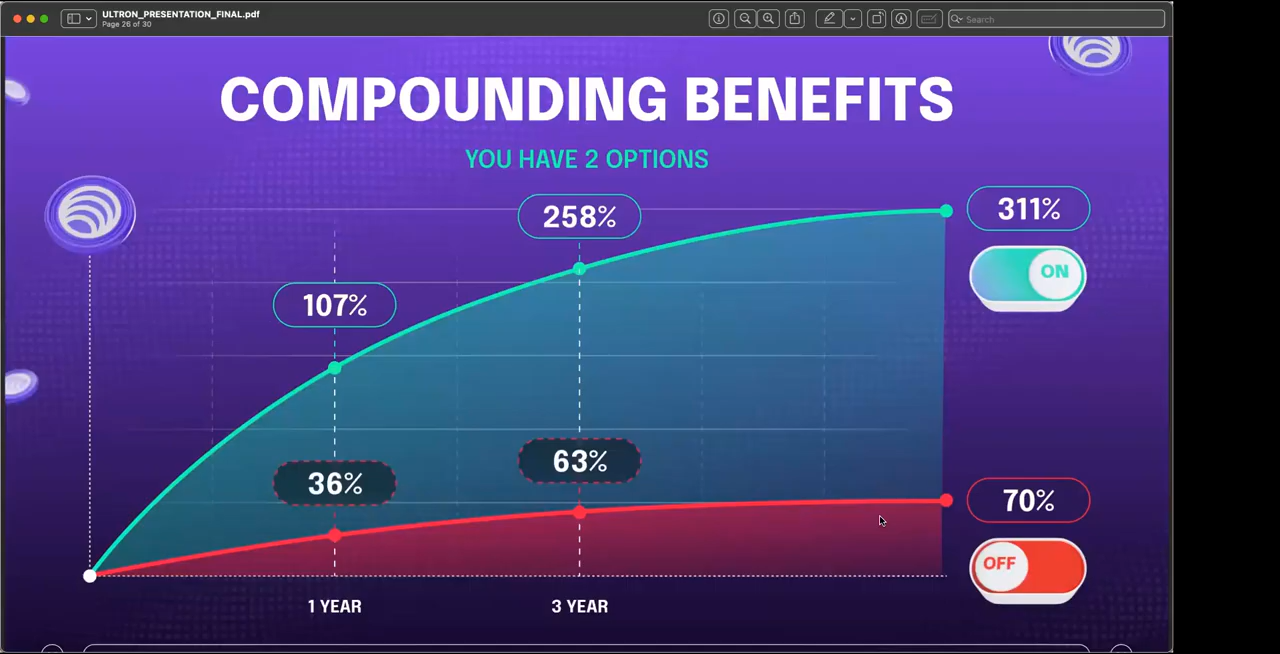 ULTRON_PRESENTATION_FINAL.pdf
Page 26 of 30
Search
COMPOUNDING BENEFITS
YOU HAVE 2 OPTIONS
258%
311%
ON
107%
63%
36%
70%
OFF
1 YEAR
3 YEAR